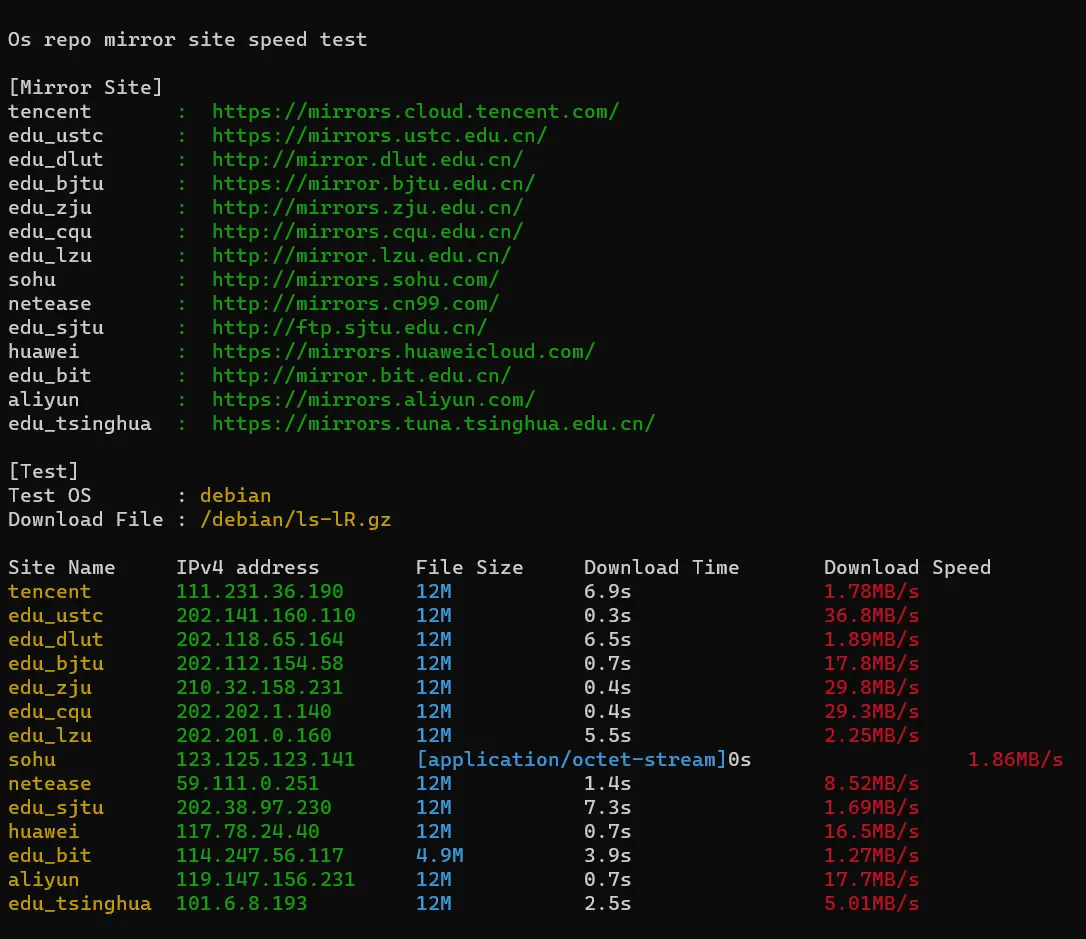 Os repo mirror site speed test
[Mirror Site]
tencent : https://mirrors.cloud.tencent.com/
edu_ustc : https://mirrors.ustc.edu.cn/
edu_dlut : http://mirror.dlut.edu.cn/
edu_bjtu : https://mirror.bjtu.edu.cn/
edu_zju : http://mirrors.zju.edu.cn/
edu_cqu : http://mirrors.cqu.edu.cn/
edu_lzu : http://mirror.lzu.edu.cn/
sohu : http://mirrors.sohu.com/
netease : http://mirrors.cn99.com/
edu_sjtu : http://ftp.sjtu.edu.cn/
huawei : https://mirrors.huaweicloud.com/
edu_bit : http://mirror.bit.edu.cn/
aliyun : https://mirrors.aliyun.com/
edu_tsinghua : https://mirrors.tuna.tsinghua.edu.cn/
[Test]
Test OS : debian
Download File : /debian/ls-lR.gz
Site Name IPv4 address File Size Download Time Download Speed
tencent 111.231.36.190 12M 6.9s 1.78MB/s
edu_ustc 202.141.160.110 12M 0.3s 36.8MB/s
edu_dlut 202.118.65.164 12M 6.5s 1.89MB/s
edu_bjtu 202.112.154.58 12M 0.7s 17.8MB/s
edu_zju 210.32.158.231 12M 0.4s 29.8MB/s
edu_cqu 202.202.1.140 12M 0.4s 29.3MB/s
edu_lzu 202.201.0.160 12M 5.5s 2.25MB/s
sohu 123.125.123.141 [application/octet-stream]0s 1.86MB/s
netease 59.111.0.251 12M 1.4s 8.52MB/s
edu_sjtu 202.38.97.230 12M 7.3s 1.69MB/s
huawei 117.78.24.40 12M 0.7s 16.5MB/s
edu_bit 114.247.56.117 4.9M 3.9s 1.27MB/s
aliyun 119.147.156.231 12M 0.7s 17.7MB/s
edu_tsinghua 101.6.8.193 12M 2.5s 5.01MB/s